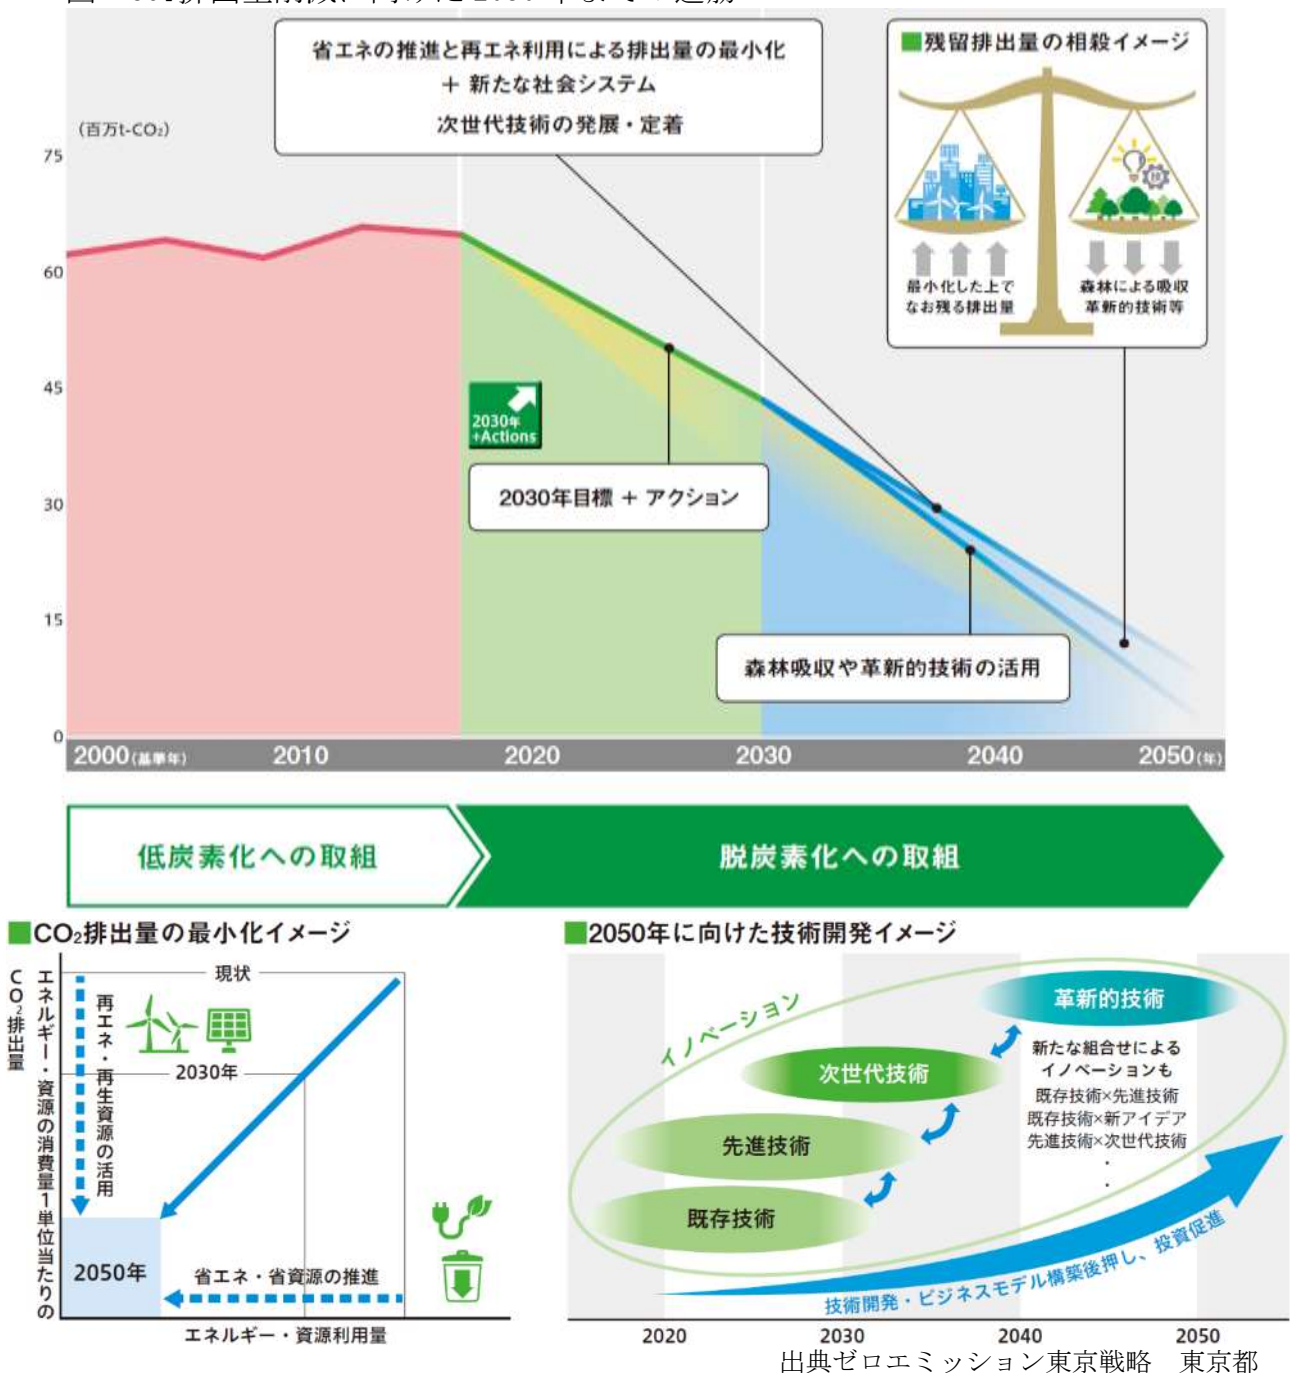 省エネの推進と再エネ利用による排出量の最小化
＋ 新たな社会システム
次世代技術の発展・定着
■残留排出量の相殺イメージ
最小化した上で
なお残る排出量
森林による吸収
革新的技術等
（百万t-CO₂）
75
60
45
30
15
0
2030年
+Actions
2030年目標 ＋ アクション
森林吸収や革新的技術の活用
2000(基準年)
2010
2020
2030
2040
2050(年)
低炭素化への取組
脱炭素化への取組
■CO₂排出量の最小化イメージ
エネルギー・資源の消費量1単位当たりの
CO₂排出量
現状
再エネ・再生資源の活用
2030年
2050年
省エネ・省資源の推進
エネルギー・資源利用量
■2050年に向けた技術開発イメージ
イノベーション
革新的技術
次世代技術
先進技術
既存技術
新たな組合せによる
イノベーションも
既存技術×先進技術
既存技術×新アイデア
先進技術×次世代技術
・
・
技術開発・ビジネスモデル構築後押し、投資促進
2020
2030
2040
2050
出典ゼロエミッション東京戦略　東京都